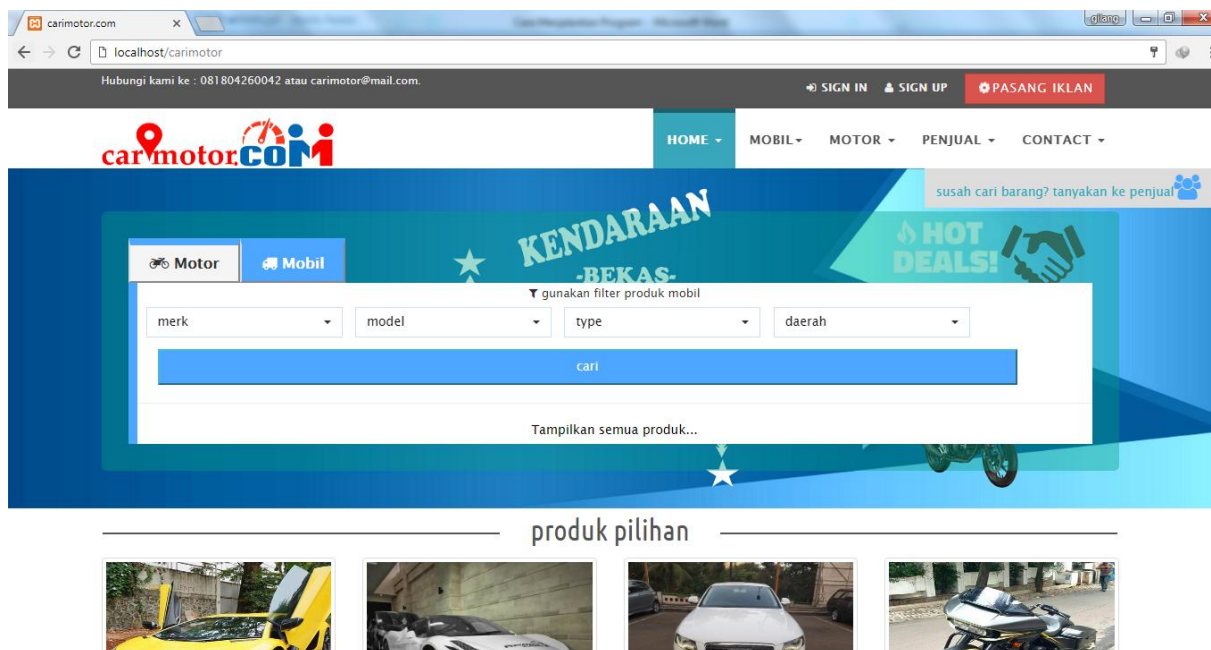 carimotor.com
gilang
localhost/carimotor
Hubungi kami ke : 081804260042 atau carimotor@mail.com.
SIGN IN SIGN UP PASANG IKLAN
carimotor.COM
HOME MOBIL MOTOR PENJUAL CONTACT
susah cari barang? tanyakan ke penjual
KENDARAAN
-BEKAS-
HOT
DEALS!
Motor Mobil
gunakan filter produk mobil
merk model type daerah
cari
Tampilkan semua produk...
produk pilihan